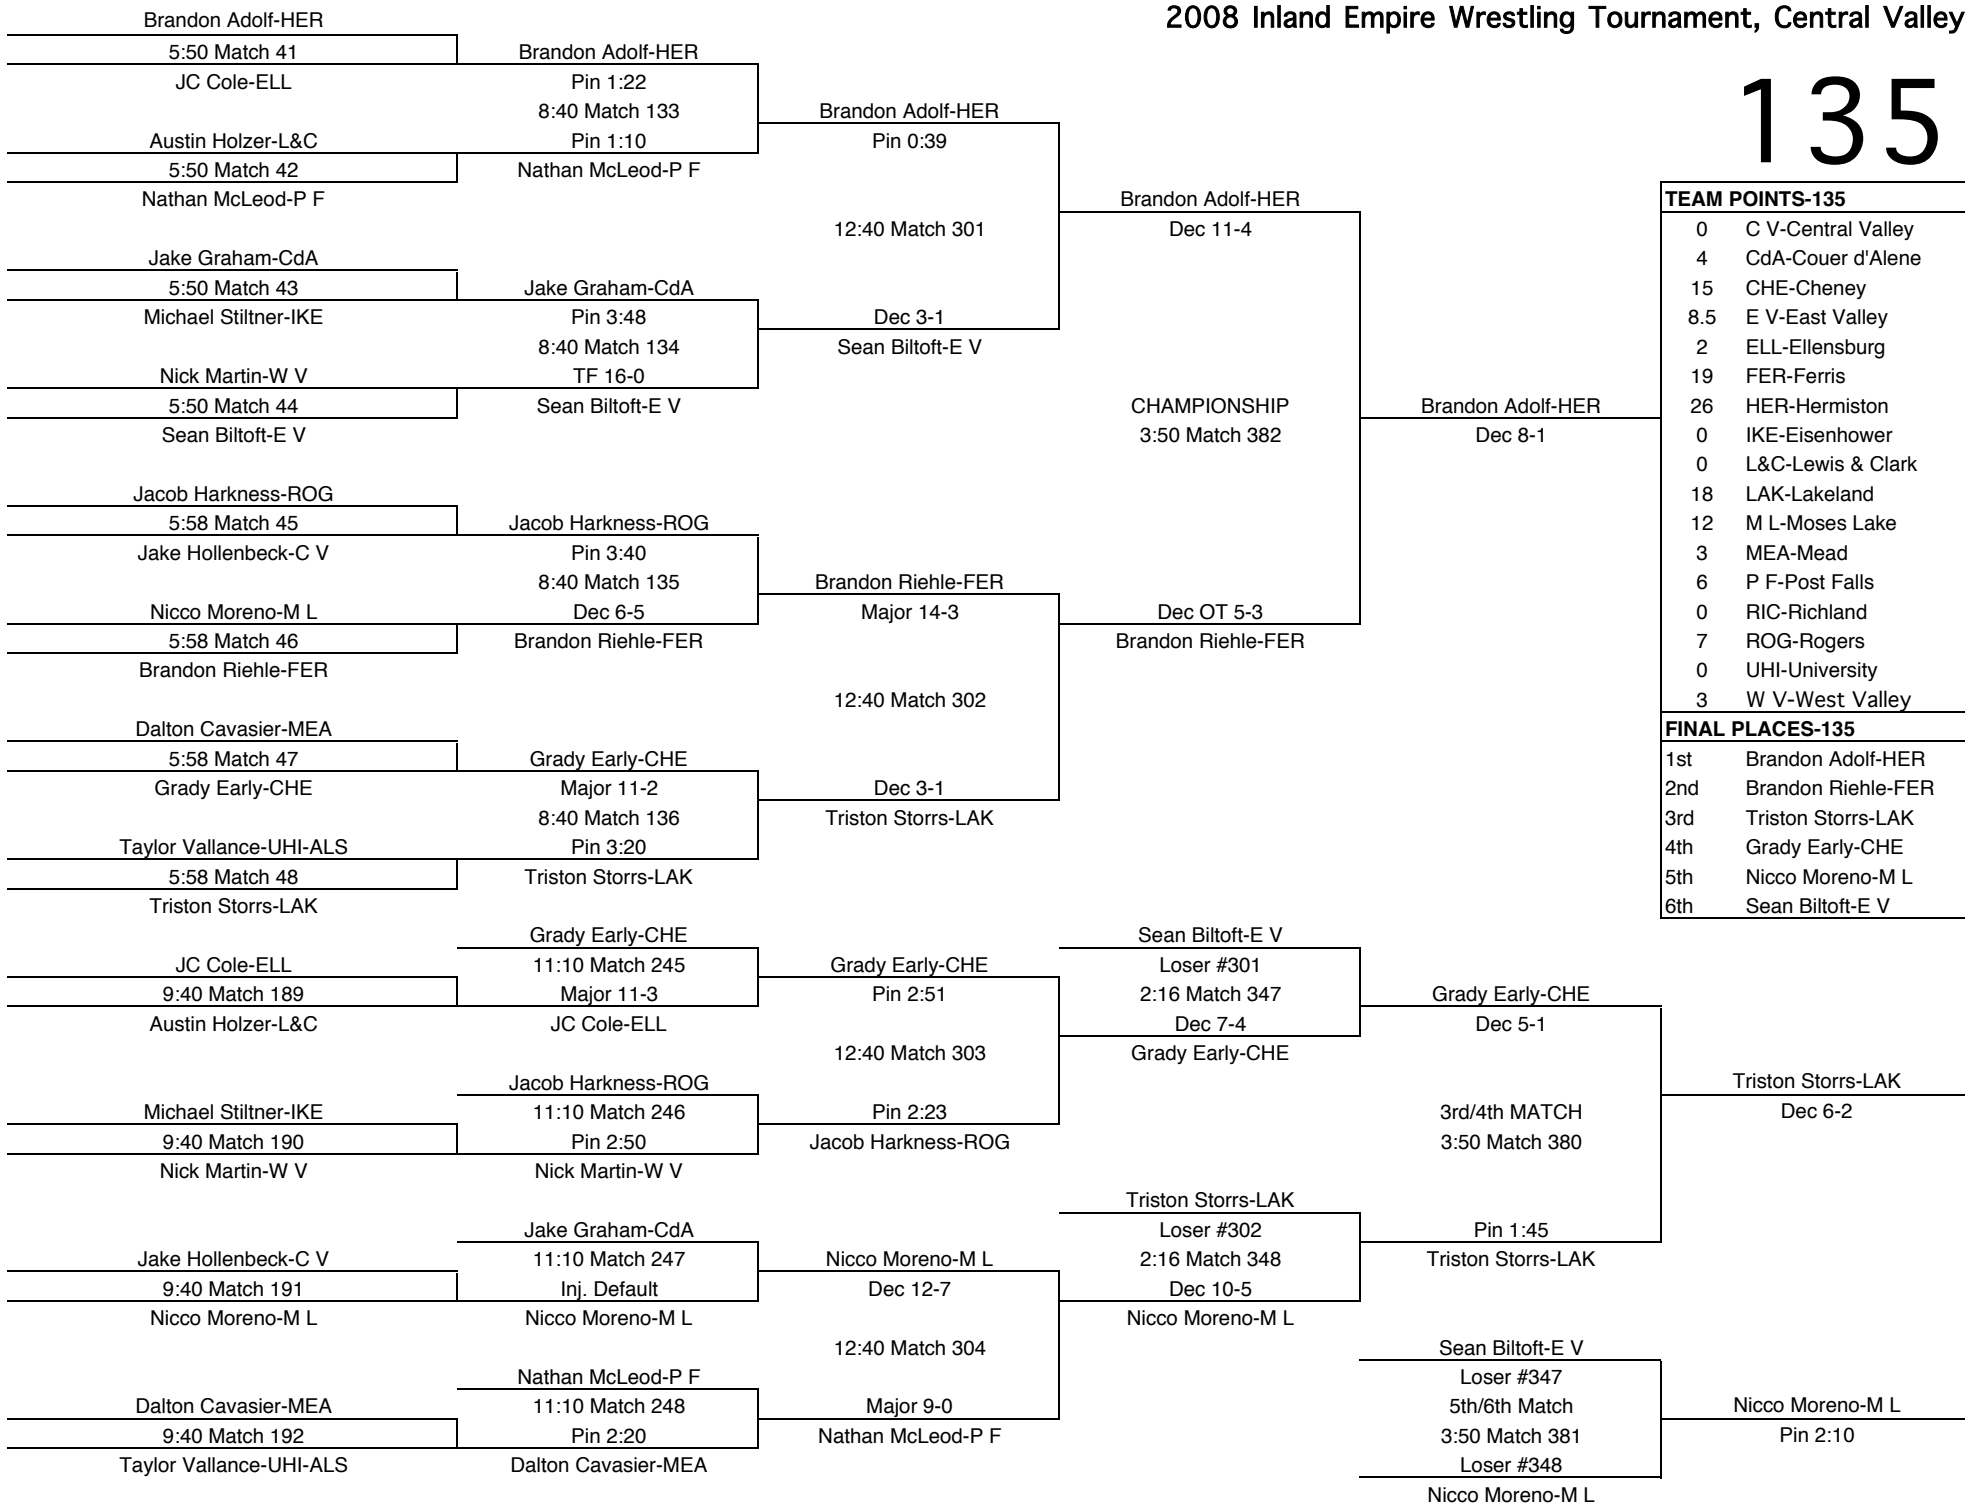 2008 Inland Empire Wrestling Tournament, Central Valley
135
Brandon Adolf-HER
5:50 Match 41
JC Cole-ELL
Austin Holzer-L&C
5:50 Match 42
Nathan McLeod-P F
Jake Graham-CdA
5:50 Match 43
Michael Stiltner-IKE
Nick Martin-W V
5:50 Match 44
Sean Biltoft-E V
Jacob Harkness-ROG
5:58 Match 45
Jake Hollenbeck-C V
Nicco Moreno-M L
5:58 Match 46
Brandon Riehle-FER
Dalton Cavasier-MEA
5:58 Match 47
Grady Early-CHE
Taylor Vallance-UHI-ALS
5:58 Match 48
Triston Storrs-LAK
Brandon Adolf-HER
Pin 1:22
8:40 Match 133
Pin 1:10
Nathan McLeod-P F
Jake Graham-CdA
Pin 3:48
8:40 Match 134
TF 16-0
Sean Biltoft-E V
Jacob Harkness-ROG
Pin 3:40
8:40 Match 135
Dec 6-5
Brandon Riehle-FER
Grady Early-CHE
Major 11-2
8:40 Match 136
Pin 3:20
Triston Storrs-LAK
Brandon Adolf-HER
Pin 0:39
12:40 Match 301
Dec 3-1
Sean Biltoft-E V
Brandon Riehle-FER
Major 14-3
12:40 Match 302
Dec 3-1
Triston Storrs-LAK
Brandon Adolf-HER
Dec 11-4
CHAMPIONSHIP
3:50 Match 382
Dec OT 5-3
Brandon Riehle-FER
Brandon Adolf-HER
Dec 8-1
TEAM POINTS-135
0 C V-Central Valley
4 CdA-Couer d'Alene
15 CHE-Cheney
8.5 E V-East Valley
2 ELL-Ellensburg
19 FER-Ferris
26 HER-Hermiston
0 IKE-Eisenhower
0 L&C-Lewis & Clark
18 LAK-Lakeland
12 M L-Moses Lake
3 MEA-Mead
6 P F-Post Falls
0 RIC-Richland
7 ROG-Rogers
0 UHI-University
3 W V-West Valley
FINAL PLACES-135
1st Brandon Adolf-HER
2nd Brandon Riehle-FER
3rd Triston Storrs-LAK
4th Grady Early-CHE
5th Nicco Moreno-M L
6th Sean Biltoft-E V
JC Cole-ELL
9:40 Match 189
Austin Holzer-L&C
Michael Stiltner-IKE
9:40 Match 190
Nick Martin-W V
Jake Hollenbeck-C V
9:40 Match 191
Nicco Moreno-M L
Dalton Cavasier-MEA
9:40 Match 192
Taylor Vallance-UHI-ALS
Grady Early-CHE
11:10 Match 245
Major 11-3
JC Cole-ELL
Jacob Harkness-ROG
11:10 Match 246
Pin 2:50
Nick Martin-W V
Jake Graham-CdA
11:10 Match 247
Inj. Default
Nicco Moreno-M L
Nathan McLeod-P F
11:10 Match 248
Pin 2:20
Dalton Cavasier-MEA
Grady Early-CHE
Pin 2:51
12:40 Match 303
Pin 2:23
Jacob Harkness-ROG
Nicco Moreno-M L
Dec 12-7
12:40 Match 304
Major 9-0
Nathan McLeod-P F
Sean Biltoft-E V
Loser #301
2:16 Match 347
Dec 7-4
Grady Early-CHE
Triston Storrs-LAK
Loser #302
2:16 Match 348
Dec 10-5
Nicco Moreno-M L
Grady Early-CHE
Dec 5-1
3rd/4th MATCH
3:50 Match 380
Pin 1:45
Triston Storrs-LAK
Triston Storrs-LAK
Dec 6-2
Sean Biltoft-E V
Loser #347
5th/6th Match
3:50 Match 381
Loser #348
Nicco Moreno-M L
Nicco Moreno-M L
Pin 2:10